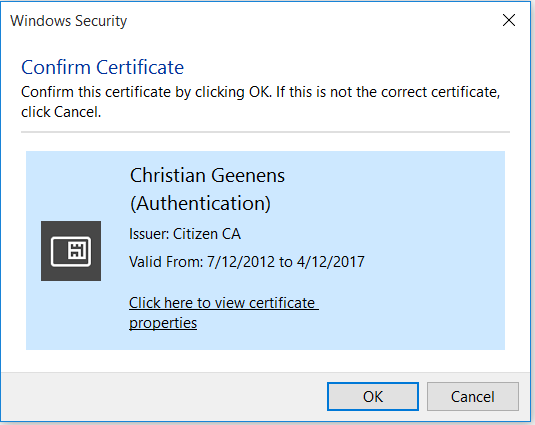 Windows Security
Confirm Certificate
Confirm this certificate by clicking OK. If this is not the correct certificate,
click Cancel.
Christian Geenens
(Authentication)
Issuer: Citizen CA
Valid From: 7/12/2012 to 4/12/2017
Click here to view certificate
properties
OK
Cancel